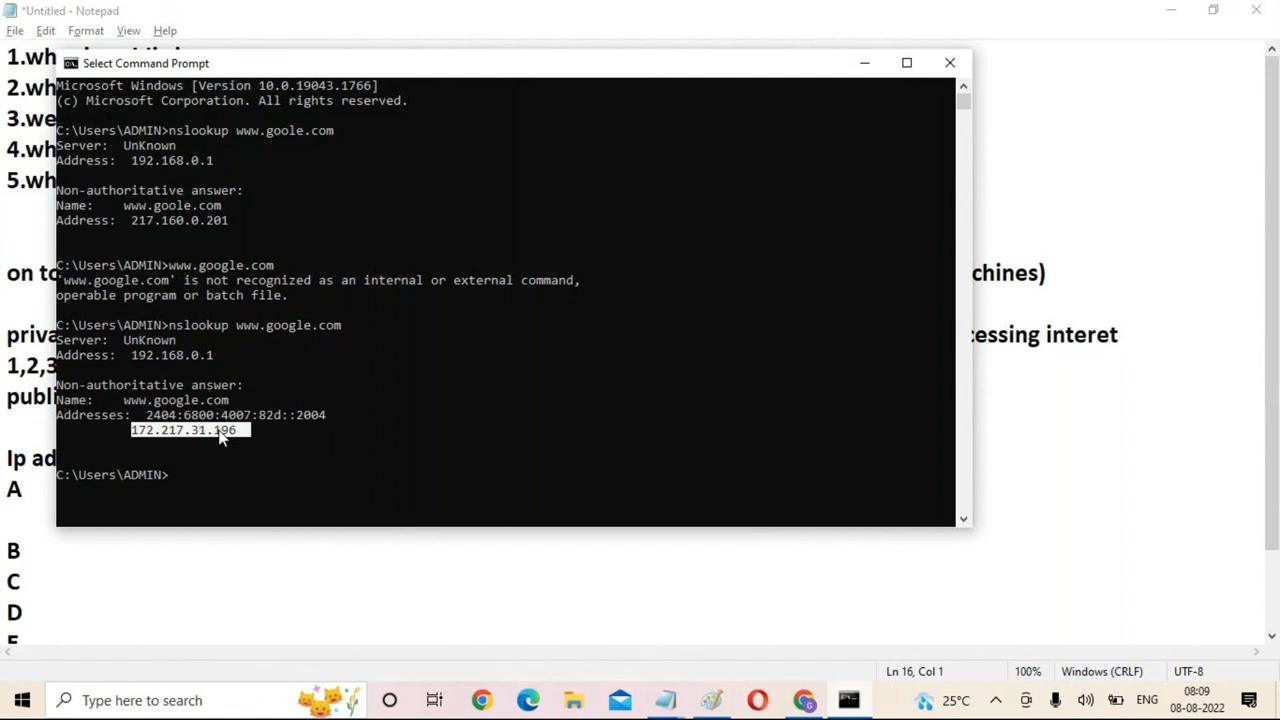 *Untitled - Notepad
File Edit Format View Help
1.wh
Select Command Prompt
Microsoft Windows [Version 10.0.19043.1766]
(c) Microsoft Corporation. All rights reserved.
2.wh
3.we
C:\Users\ADMIN>nslookup www.goole.com
Server:  UnKnown
4.wh
Address:  192.168.0.1
5.wh
Non-authoritative answer:
Name:    www.goole.com
Address:  217.160.0.201
C:\Users\ADMIN>www.google.com
on to
chines)
'www.google.com' is not recognized as an internal or external command,
operable program or batch file.
C:\Users\ADMIN>nslookup www.google.com
priva
cessing interet
Server:  UnKnown
Address:  192.168.0.1
1,2,3
Non-authoritative answer:
publi
Name:    www.google.com
Addresses:  2404:6800:4007:82d::2004
172.217.31.196
Ip ad
C:\Users\ADMIN>
A
B
C
D
Ln 16, Col 1 100% Windows (CRLF) UTF-8
Type here to search
25°C
ENG
08:09
08-08-2022